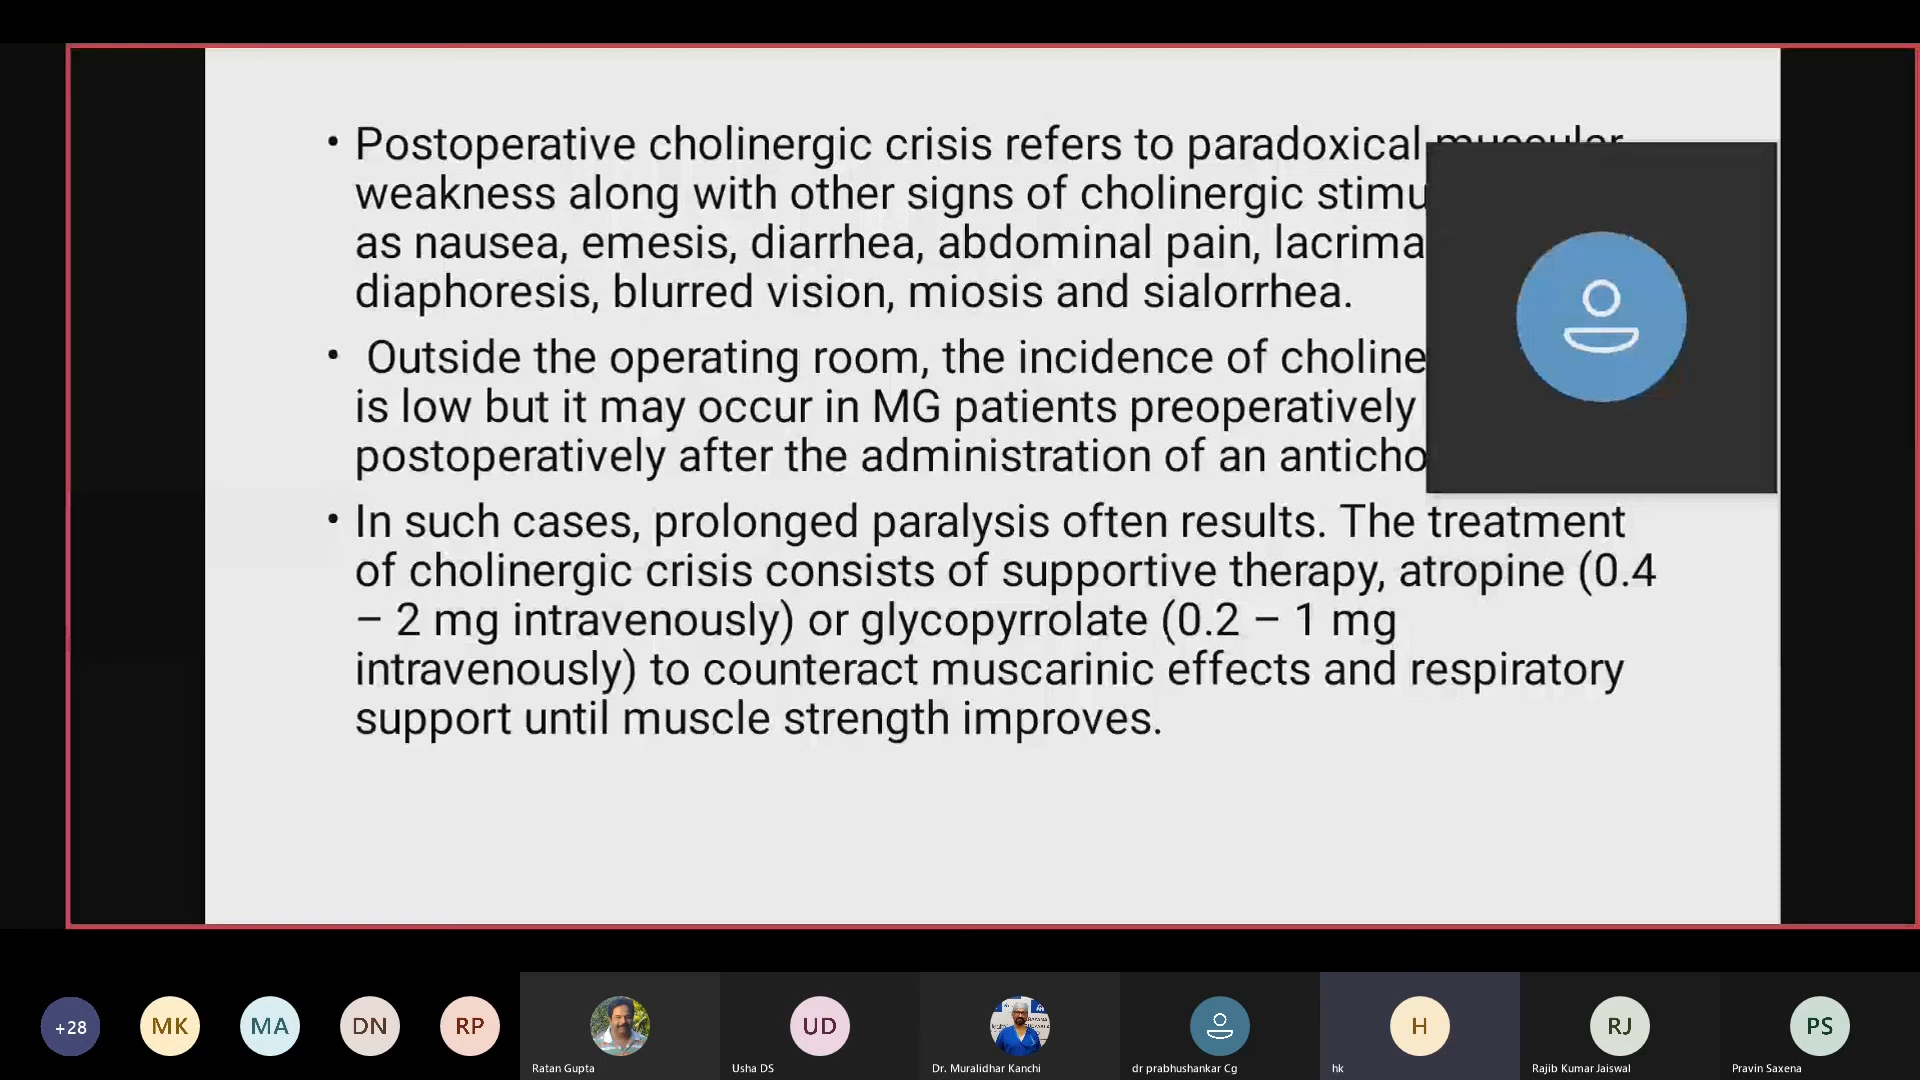 • Postoperative cholinergic crisis refers to paradoxical muscular
weakness along with other signs of cholinergic
as nausea, emesis, diarrhea, abdominal pain,
diaphoresis, blurred vision, miosis and sialorrhea.
• Outside the operating room, the incidence of
is low but it may occur in MG patients preoperatively
postoperatively after the administration of an
• In such cases, prolonged paralysis often results. The treatment
of cholinergic crisis consists of supportive therapy, atropine (0.4
– 2 mg intravenously) or glycopyrrolate (0.2 – 1 mg
intravenously) to counteract muscarinic effects and respiratory
support until muscle strength improves.
+28
MK
MA
DN
RP
Ratan Gupta
UD
Usha DS
Dr. Muralidhar Kanchi
dr prabhushankar Cg
H
hk
RJ
Rajib Kumar Jaiswal
PS
Pravin Saxena